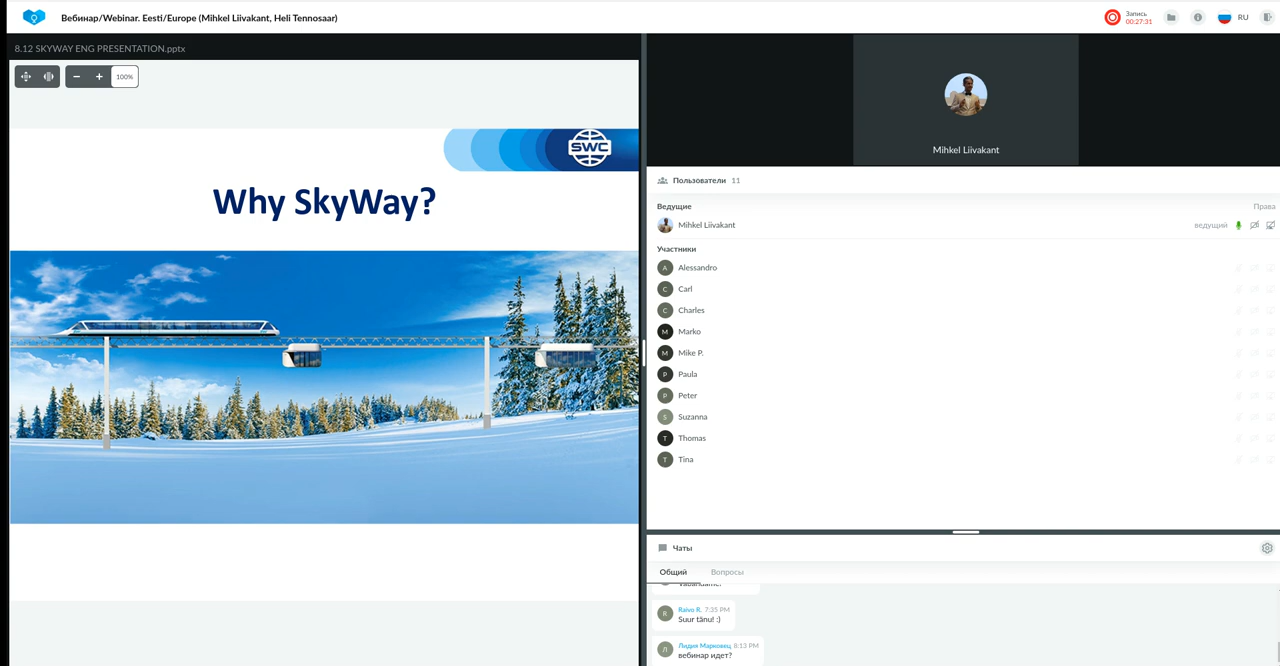 Вебинар/Webinar. Eesti/Europe (Mihkel Liivakant, Heli Tennosaar)
Запись
00:27:31
RU
8.12 SKYWAY ENG PRESENTATION.pptx
100%
SWC
Why SkyWay?
Mihkel Liivakant
Пользователи 11
Ведущие Права
Mihkel Liivakant ведущий
Участники
A Alessandro
C Carl
C Charles
M Marko
M Mike P.
P Paula
P Peter
S Suzanna
T Thomas
T Tina
Чаты
Общий Вопросы
R Raivo R. 7:35 PM
Suur tänu! :)
Л Лидия Марковец 8:13 PM
вебинар идет?